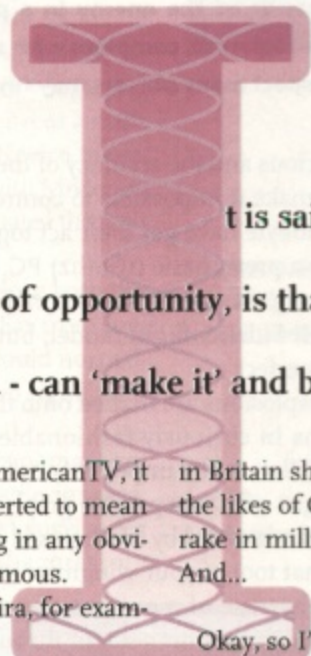 I
t is sai
of opportunity, is tha
- can 'make it' and b
mericanTV, it
erted to mean
g in any obvi-
mous.
ira, for exam-
in Britain sh
the likes of
rake in milli
And...
Okay, so I'